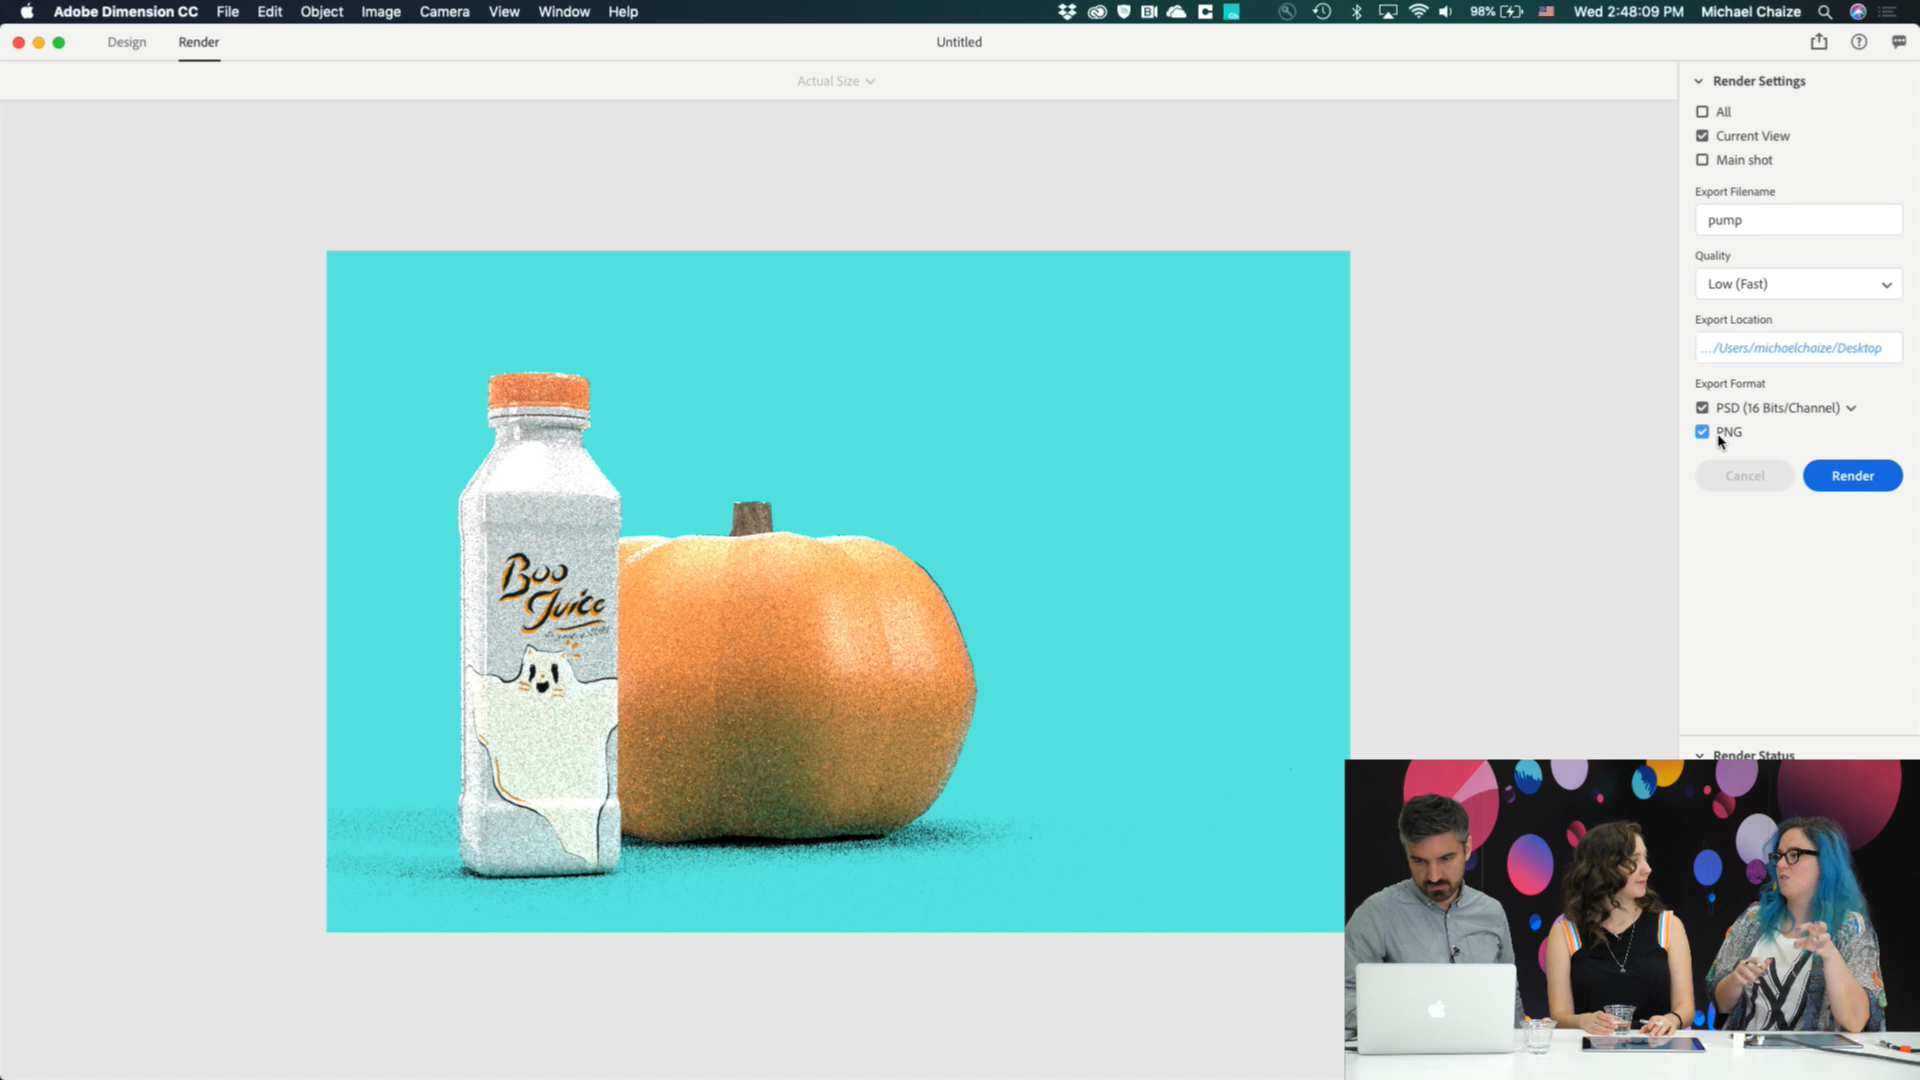 Adobe Dimension CC File Edit Object Image Camera View Window Help 98% Wed 2:48:09 PM Michael Chaize
Design Render Untitled
Actual Size
Render Settings
All
Current View
Main shot
Export Filename
pump
Quality
Low (Fast)
Export Location
.../Users/michaelchaize/Desktop
Export Format
PSD (16 Bits/Channel)
PNG
Cancel Render
Boo
Juice
Render Status